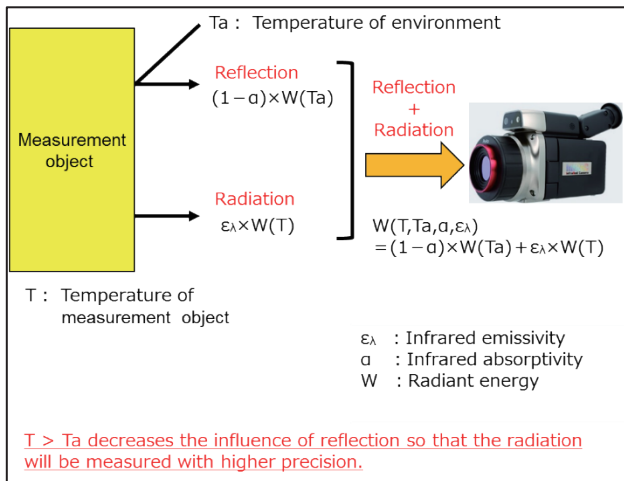 Ta : Temperature of environment
Reflection
(1−α)×W(Ta)
Measurement
object
Radiation
ελ×W(T)
Reflection
+
Radiation
W(T,Ta,α,ελ)
=(1−α)×W(Ta)+ελ×W(T)
T : Temperature of
measurement object
ελ : Infrared emissivity
α : Infrared absorptivity
W : Radiant energy
T > Ta decreases the influence of reflection so that the radiation
will be measured with higher precision.